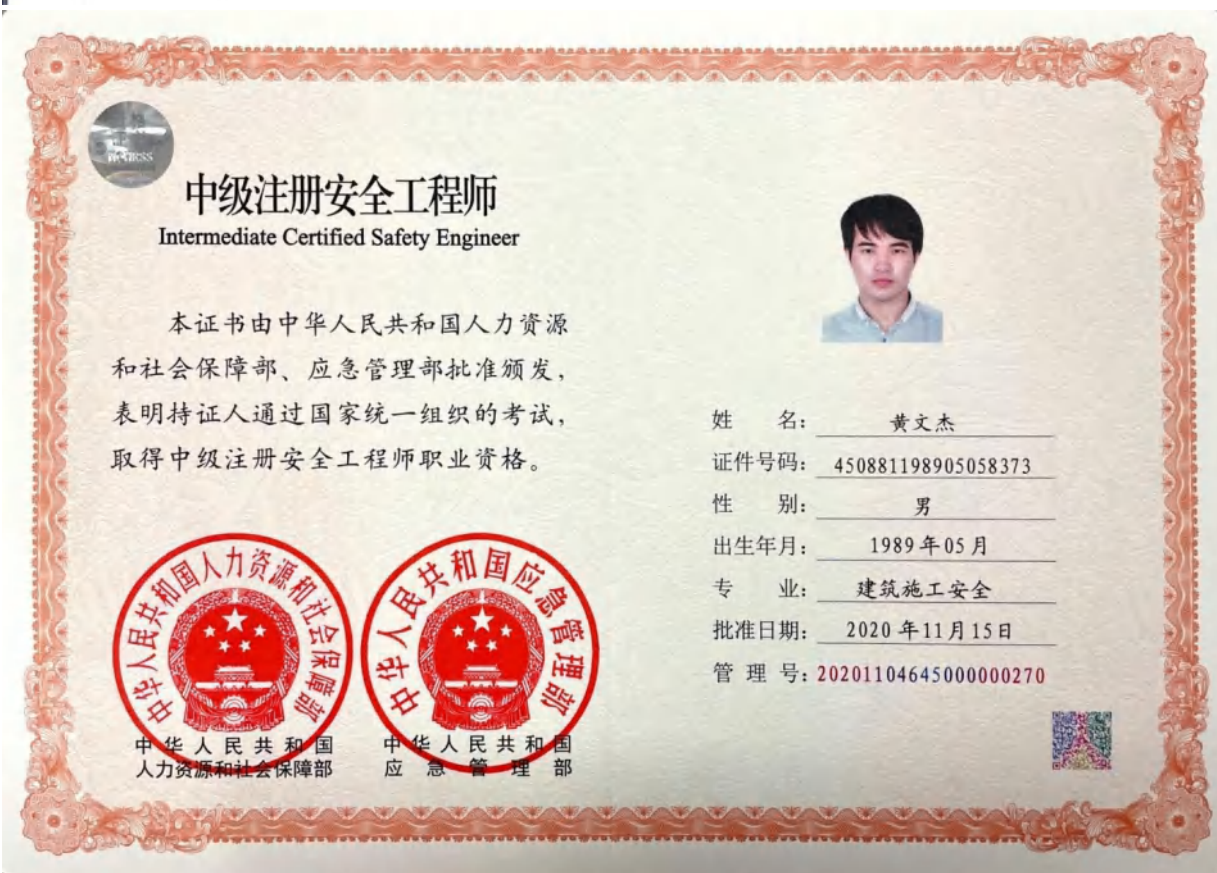 中级注册安全工程师
Intermediate Certified Safety Engineer
本证书由中华人民共和国人力资源
和社会保障部、应急管理部批准颁发,
表明持证人通过国家统一组织的考试,
取得中级注册安全工程师职业资格。
中华人民共和国人力资源和社会保障部
中华人民共和国应急管理部
中华人民共和国
人力资源和社会保障部
中华人民共和国
应急管理部
姓名：黄文杰
证件号码：450881198905058373
性别：男
出生年月：1989年05月
专业：建筑施工安全
批准日期：2020年11月15日
管理号：20201104645000000270